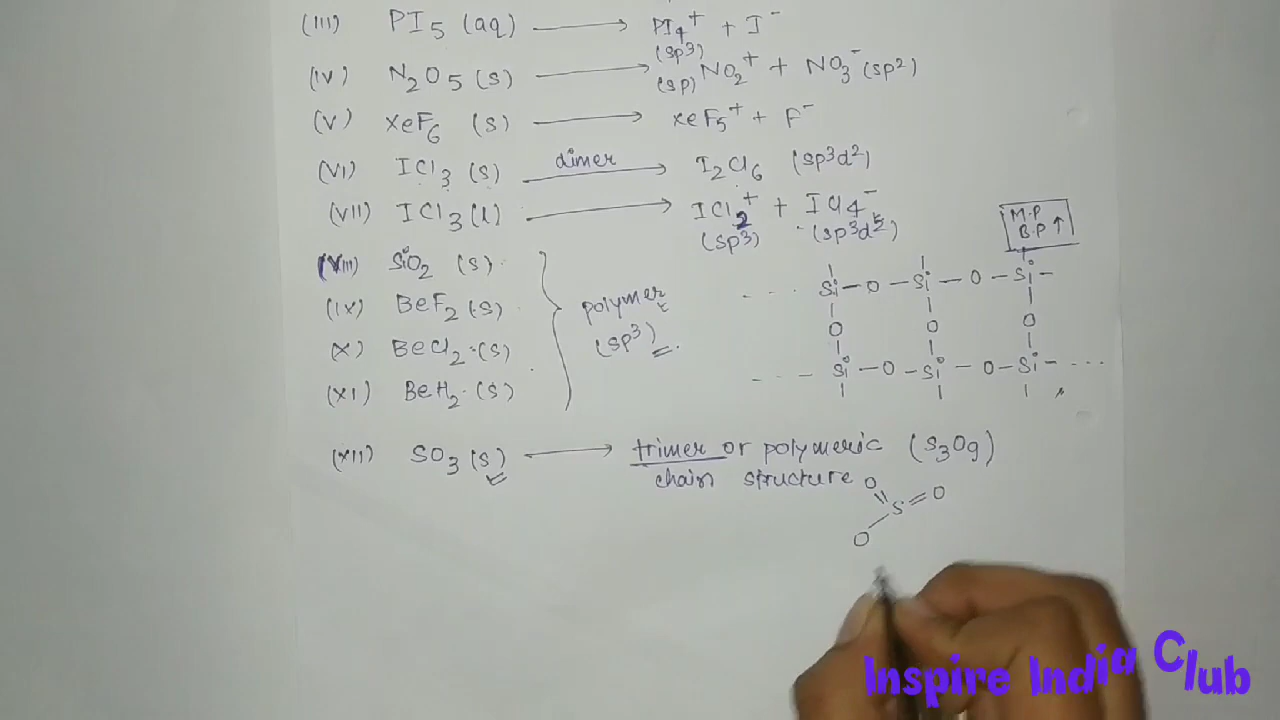 (III) PI5 (aq) ⟶ PI4+ + I-
(sp3)
(IV) N2O5 (s) ⟶ (sp) NO2+ + NO3- (sp2)
(V) XeF6 (s) ⟶ XeF5+ + F-
(VI) ICl3 (s) dimer ⟶ I2Cl6 (sp3d2)
(VII) ICl3 (l) ⟶ ICl2+ + ICl4-
(sp3) (sp3d2)
(VIII) SiO2 (s)
(IX) BeF2 (s)
(X) BeCl2 (s)
(XI) BeH2 (s)
polymer
(sp3)
M.P
B.P ↑
- - - Si - O - Si - O - Si -
O O O
- - - Si - O - Si - O - Si - - - -
(XII) SO3 (s) ⟶ trimer or polymeric (S3O9)
chain structure
O S = O
O
Inspire India Club